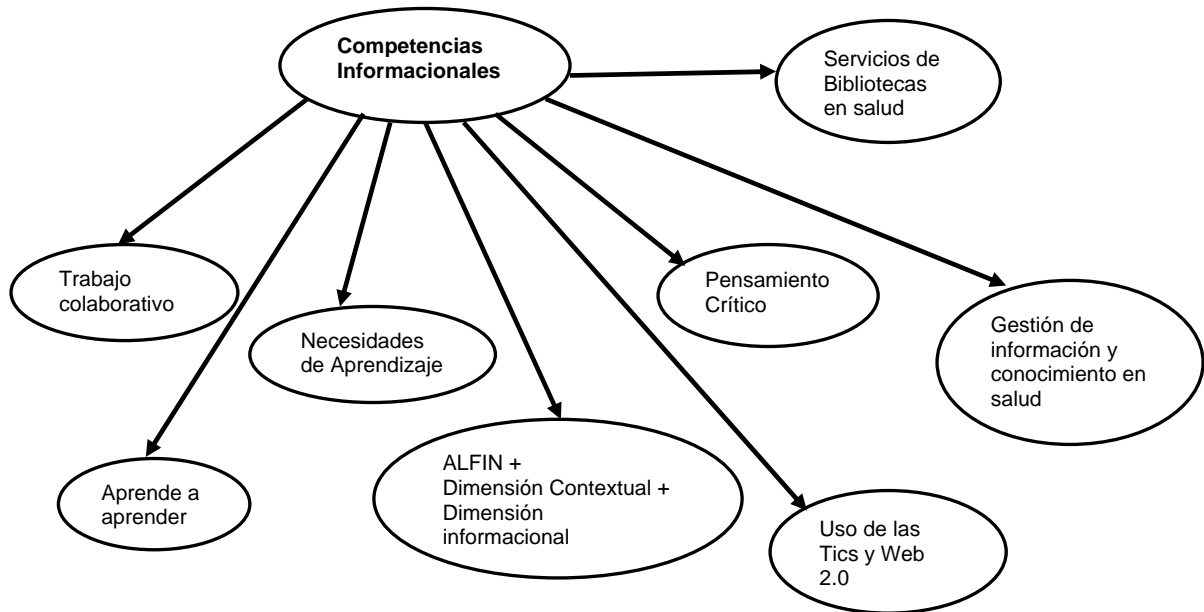 Competencias
Informacionales
Servicios de
Bibliotecas
en salud
Trabajo
colaborativo
Necesidades
de Aprendizaje
Pensamiento
Crítico
Gestión de
información y
conocimiento en
salud
Aprende a
aprender
ALFIN +
Dimensión Contextual +
Dimensión
informacional
Uso de las
Tics y Web
2.0